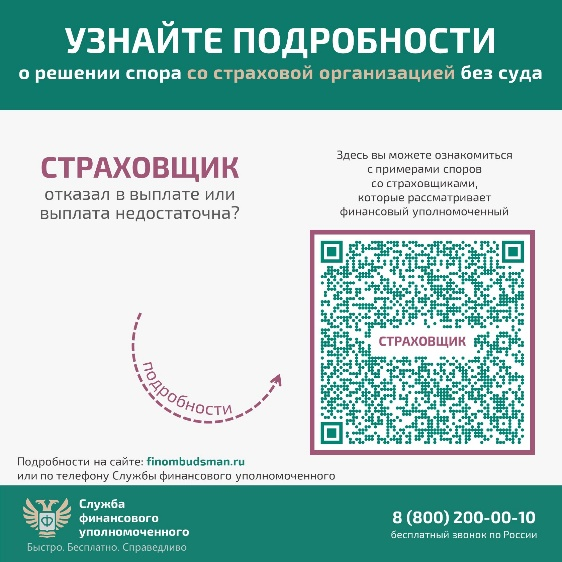 УЗНАЙТЕ ПОДРОБНОСТИ
о решении спора со страховой организацией без суда
СТРАХОВЩИК
отказал в выплате или
выплата недостаточна?
Здесь вы можете ознакомиться
с примерами споров
со страховщиками,
которые рассматривает
финансовый уполномоченный
СТРАХОВЩИК
подробности
Подробности на сайте: finombudsman.ru
или по телефону Службы финансового уполномоченного
Ф
Служба
финансового
уполномоченного
Быстро. Бесплатно. Справедливо
8 (800) 200-00-10
бесплатный звонок по России